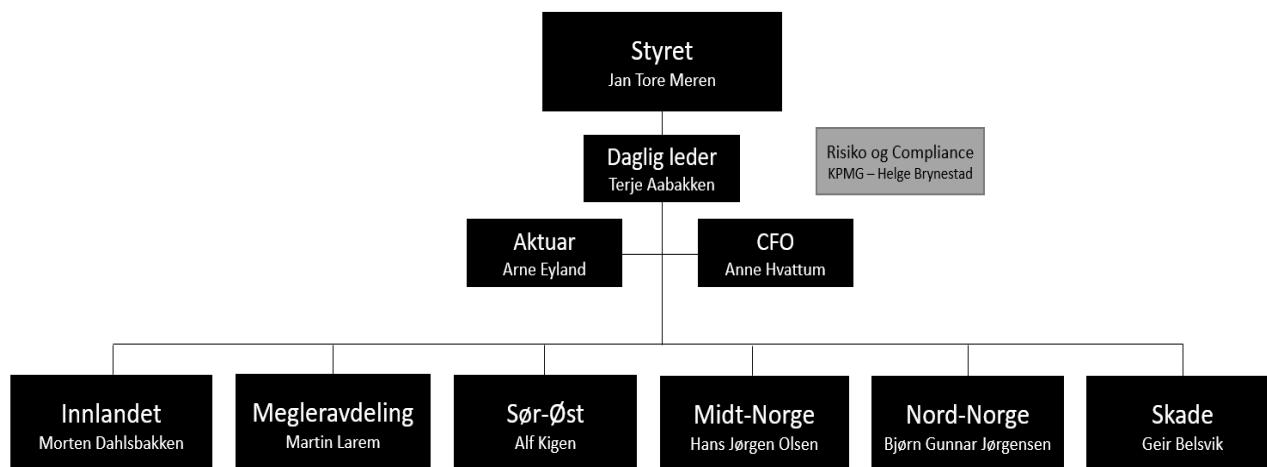 Styret
Jan Tore Meren
Daglig leder
Terje Aabakken
Risiko og Compliance
KPMG – Helge Brynestad
Aktuar
Arne Eyland
CFO
Anne Hvattum
Innlandet
Morten Dahlsbakken
Megleravdeling
Martin Larem
Sør-Øst
Alf Kigen
Midt-Norge
Hans Jørgen Olsen
Nord-Norge
Bjørn Gunnar Jørgensen
Skade
Geir Belsvik